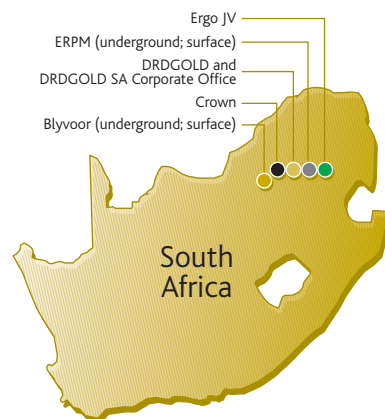 Ergo JV
ERPM (underground; surface)
DRDGOLD and
DRDGOLD SA Corporate Office
Crown
Blyvoor (underground; surface)
South
Africa